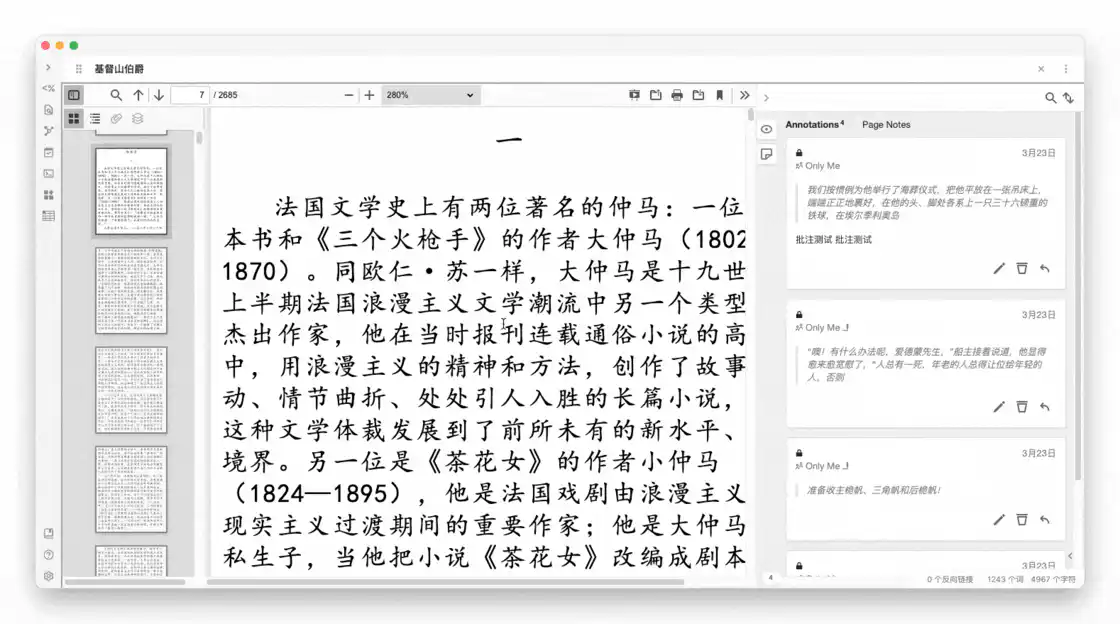 基督山伯爵
7 / 2685
280%
一
法国文学史上有两位著名的仲马：一位
本书和《三个火枪手》的作者大仲马（1802
1870）。同欧仁·苏一样，大仲马是十九世
上半期法国浪漫主义文学潮流中另一个类型
杰出作家，他在当时报刊连载通俗小说的高
中，用浪漫主义的精神和方法，创作了故事
动、情节曲折、处处引人入胜的长篇小说，
这种文学体裁发展到了前所未有的新水平、
境界。另一位是《茶花女》的作者小仲马
（1824—1895），他是法国戏剧由浪漫主义
现实主义过渡期间的重要作家；他是大仲马
私生子，当他把小说《茶花女》改编成剧本
Annotations 4 Page Notes
3月23日
Only Me
我们按惯例为他举行了海葬仪式，把他平放在一张吊床上，
端端正正地裹好，在他的头、脚处各系上一只三十六磅重的
铁球，在埃尔季利奥岛
批注测试 批注测试
3月23日
Only Me
“噢！有什么办法呢，爱德蒙先生，”船主接着说道，他显得
愈来愈宽慰了，“人总有一死，年老的人总得让位给年轻的
人，否则
3月23日
Only Me
准备收主桅帆、三角帆和后桅帆！
3月23日
4
0 个反向链接 1243 个词 4967 个字符